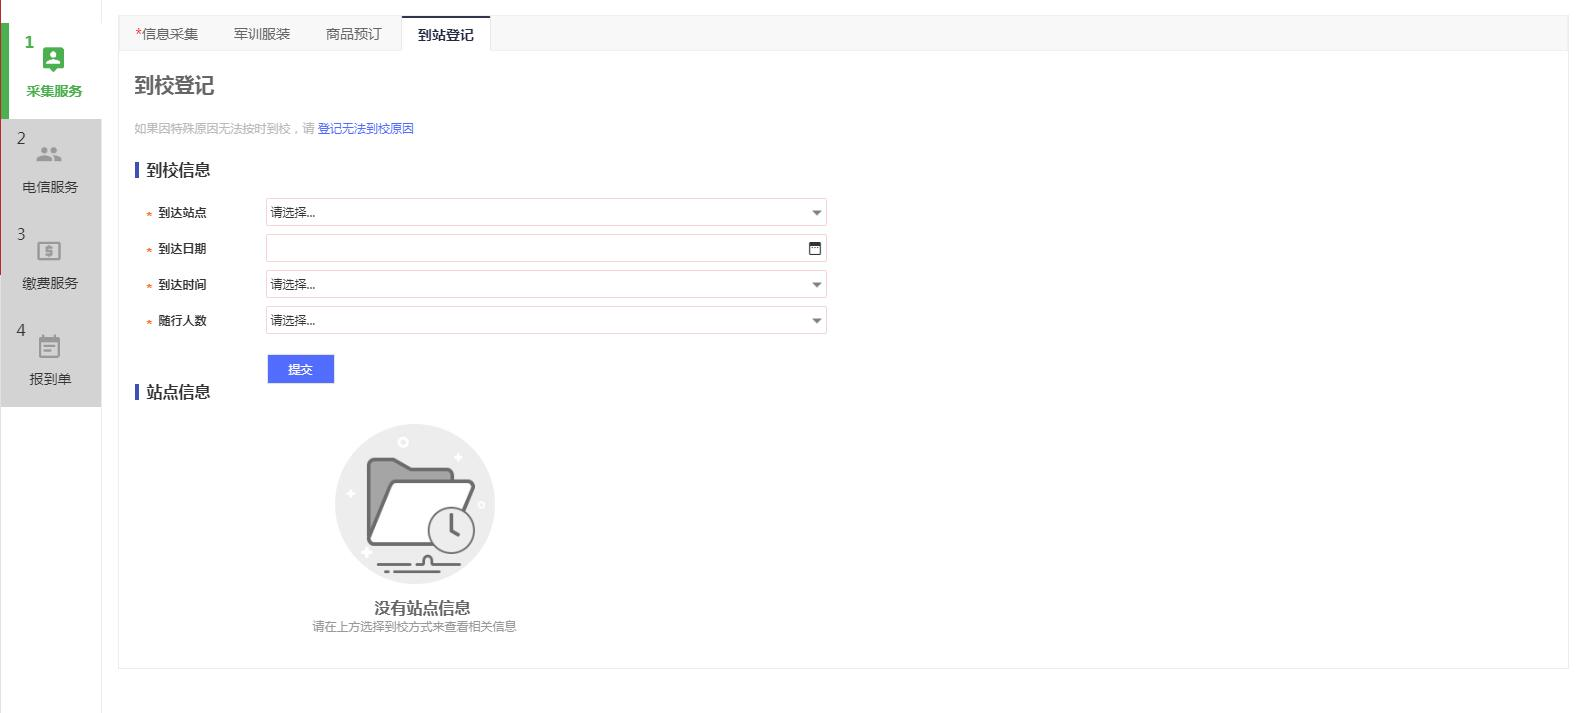 1
采集服务
2
电信服务
3
缴费服务
4
报到单
*信息采集 军训服装 商品预订 到站登记
到校登记
如果因特殊原因无法按时到校，请 登记无法到校原因
到校信息
* 到达站点 请选择...
* 到达日期
* 到达时间 请选择...
* 随行人数 请选择...
提交
站点信息
没有站点信息
请在上方选择到校方式来查看相关信息